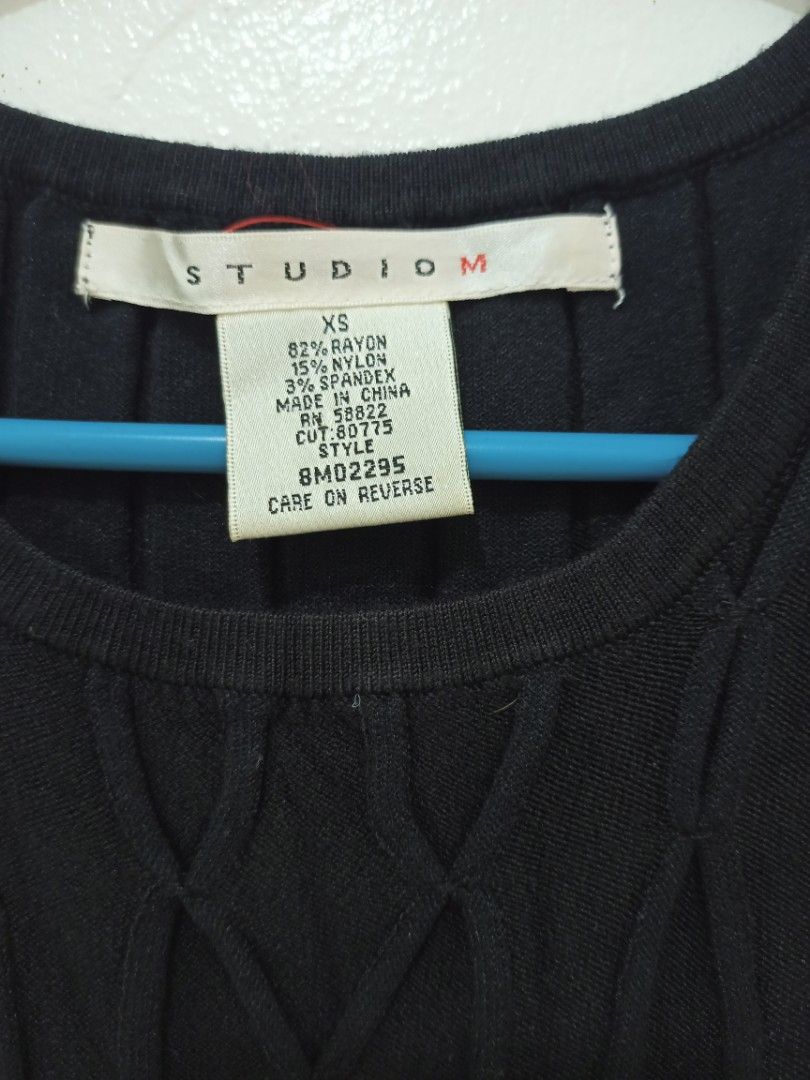 STUDIO M
XS
82% RAYON
15% NYLON
3% SPANDEX
MADE IN CHINA
RN 58822
CUT:80775
STYLE
8M02295
CARE ON REVERSE